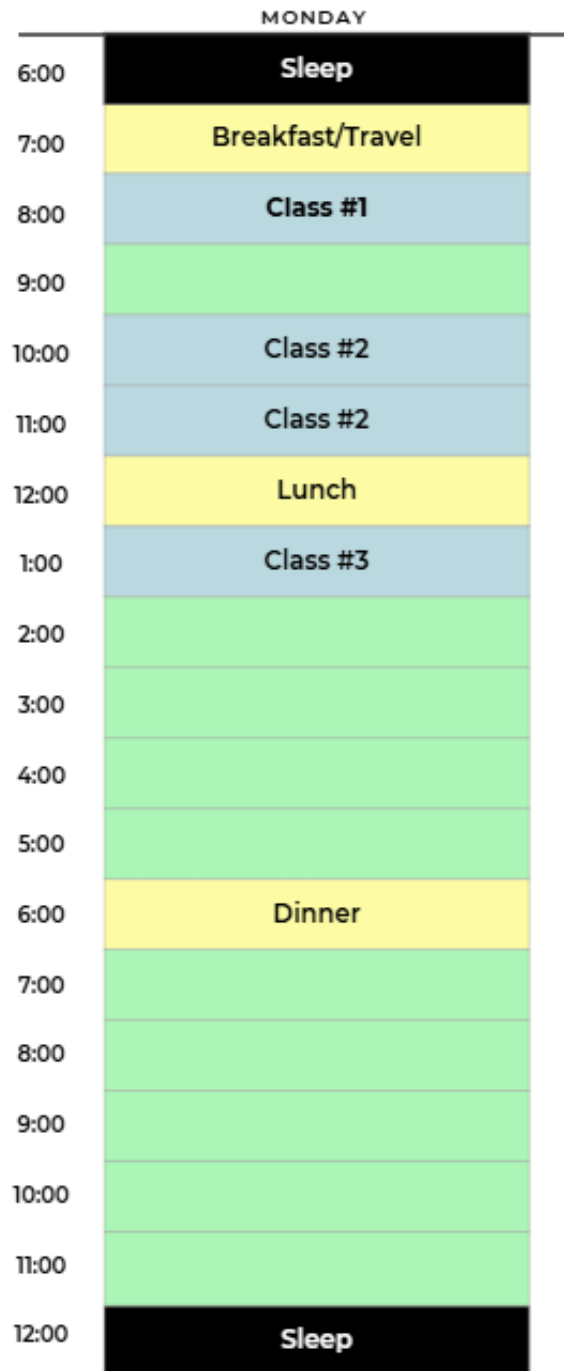 MONDAY
6:00 Sleep
7:00 Breakfast/Travel
8:00 Class #1
9:00
10:00 Class #2
11:00 Class #2
12:00 Lunch
1:00 Class #3
2:00
3:00
4:00
5:00
6:00 Dinner
7:00
8:00
9:00
10:00
11:00
12:00 Sleep